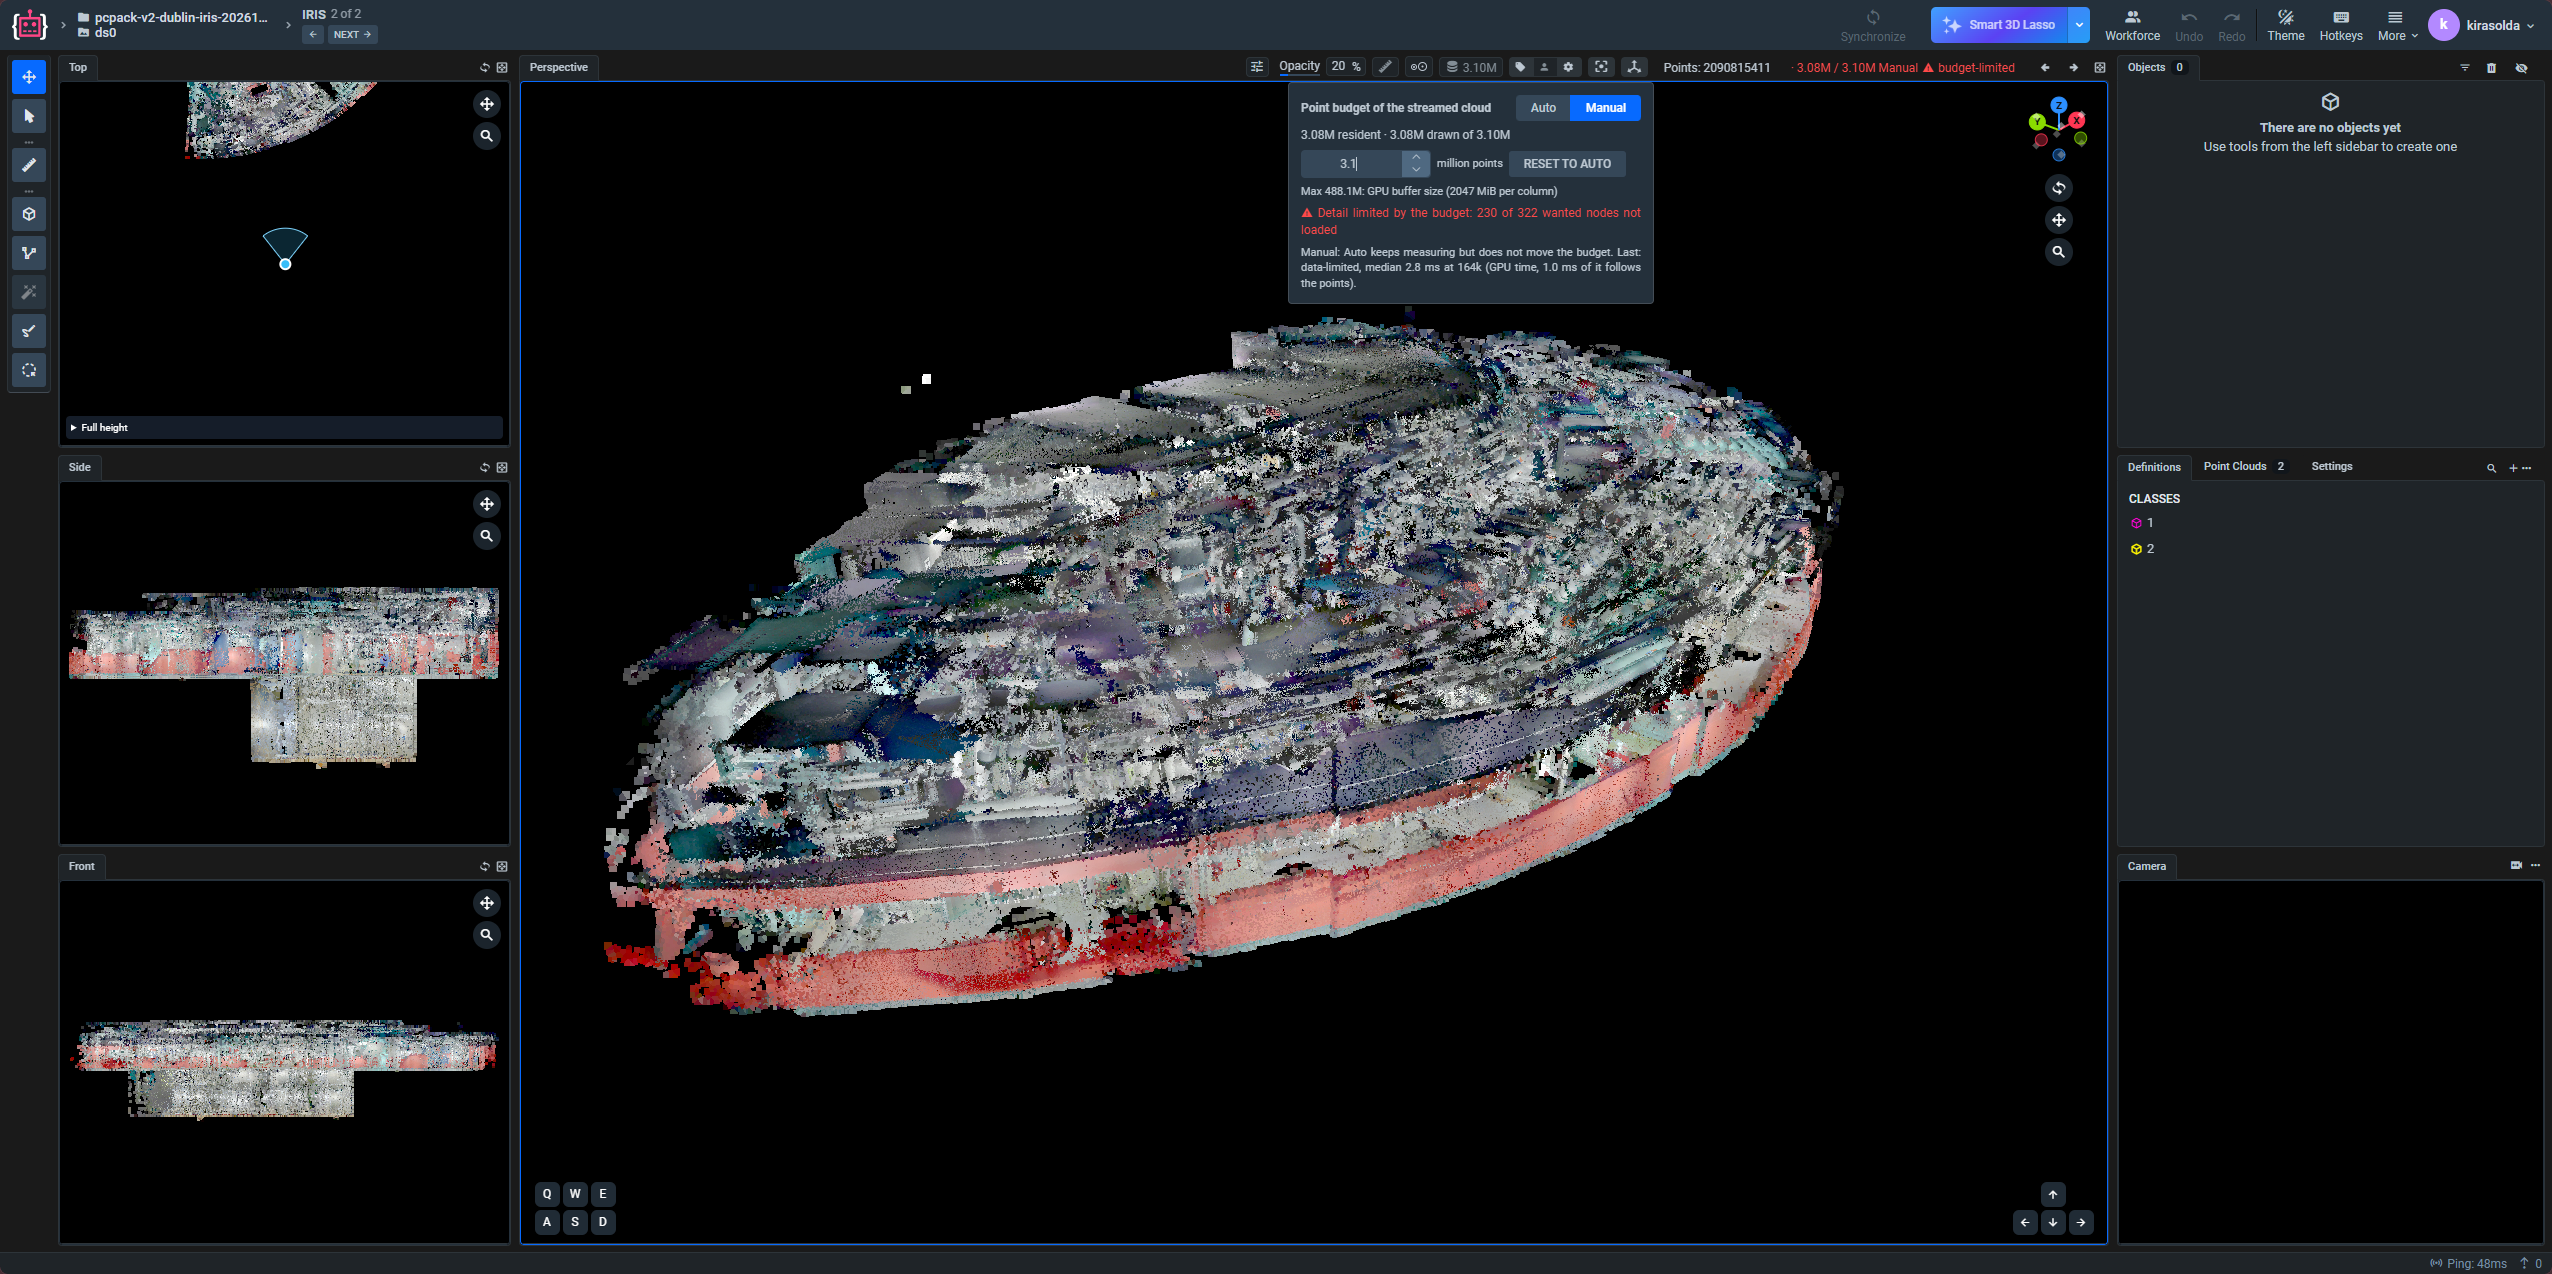 pcpack-v2-dublin-iris-20261...
ds0
IRIS 2 of 2
NEXT
Synchronize
Smart 3D Lasso
Workforce
Undo
Redo
Theme
Hotkeys
More
k
kirasolda
Top
Full height
Side
Front
Perspective
Opacity 20 %
3.10M
Points: 2090815411
· 3.08M / 3.10M Manual budget-limited
Point budget of the streamed cloud
Auto
Manual
3.08M resident · 3.08M drawn of 3.10M
3.1
million points
RESET TO AUTO
Max 488.1M: GPU buffer size (2047 MiB per column)
Detail limited by the budget: 230 of 322 wanted nodes not
loaded
Manual: Auto keeps measuring but does not move the budget. Last:
data-limited, median 2.8 ms at 164k (GPU time, 1.0 ms of it follows
the points).
Z
Y
X
Q W E
A S D
Objects 0
There are no objects yet
Use tools from the left sidebar to create one
Definitions
Point Clouds 2
Settings
CLASSES
1
2
Camera
Ping: 48ms
0